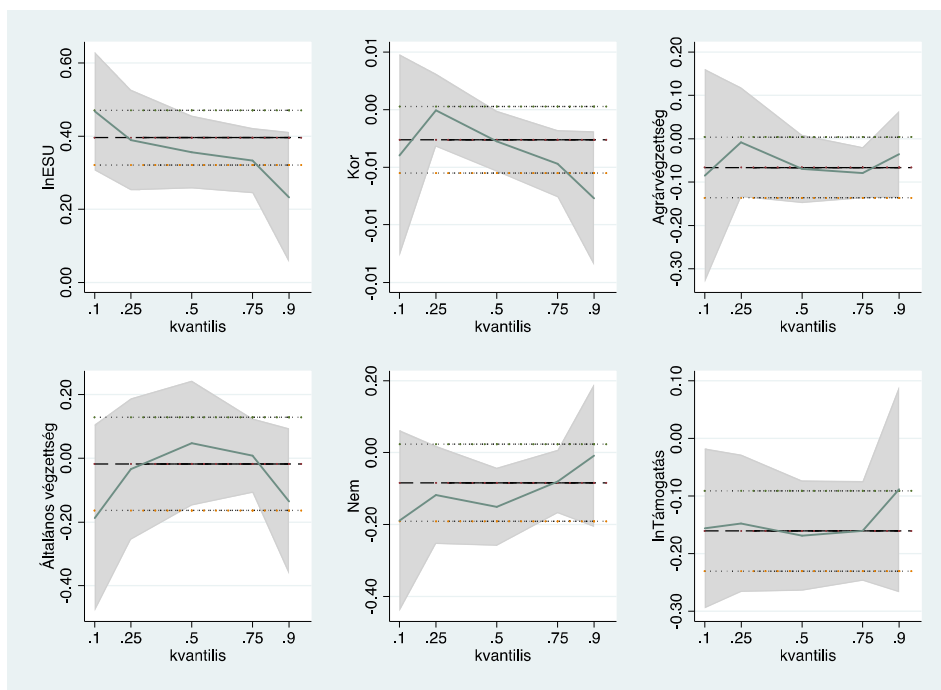 lnESU
0.60
0.40
0.20
0.00
.1 .25 .5 .75 .9
kvantilis
Kor
0.01
0.00
-0.01
-0.01
-0.01
.1 .25 .5 .75 .9
kvantilis
Agrárvégzettség
0.20
0.10
0.00
-0.10
-0.20
-0.30
.1 .25 .5 .75 .9
kvantilis
Általános végzettség
0.20
0.00
-0.20
-0.40
.1 .25 .5 .75 .9
kvantilis
Nem
0.20
0.00
-0.20
-0.40
.1 .25 .5 .75 .9
kvantilis
lnTámogatás
0.10
0.00
-0.10
-0.20
-0.30
.1 .25 .5 .75 .9
kvantilis